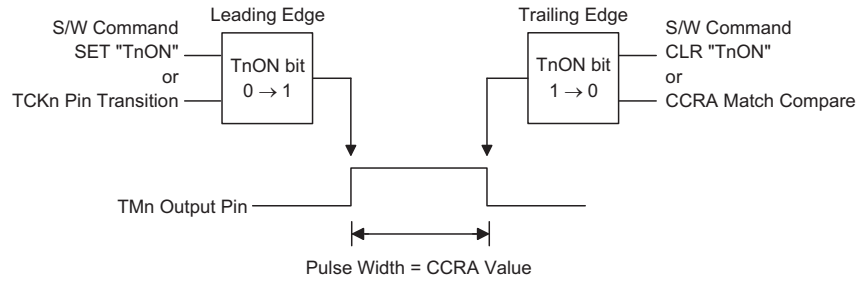 Leading Edge
S/W Command
SET "TnON"
or
TCKn Pin Transition
TnON bit
0 → 1
Trailing Edge
TnON bit
1 → 0
S/W Command
CLR "TnON"
or
CCRA Match Compare
TMn Output Pin
Pulse Width = CCRA Value